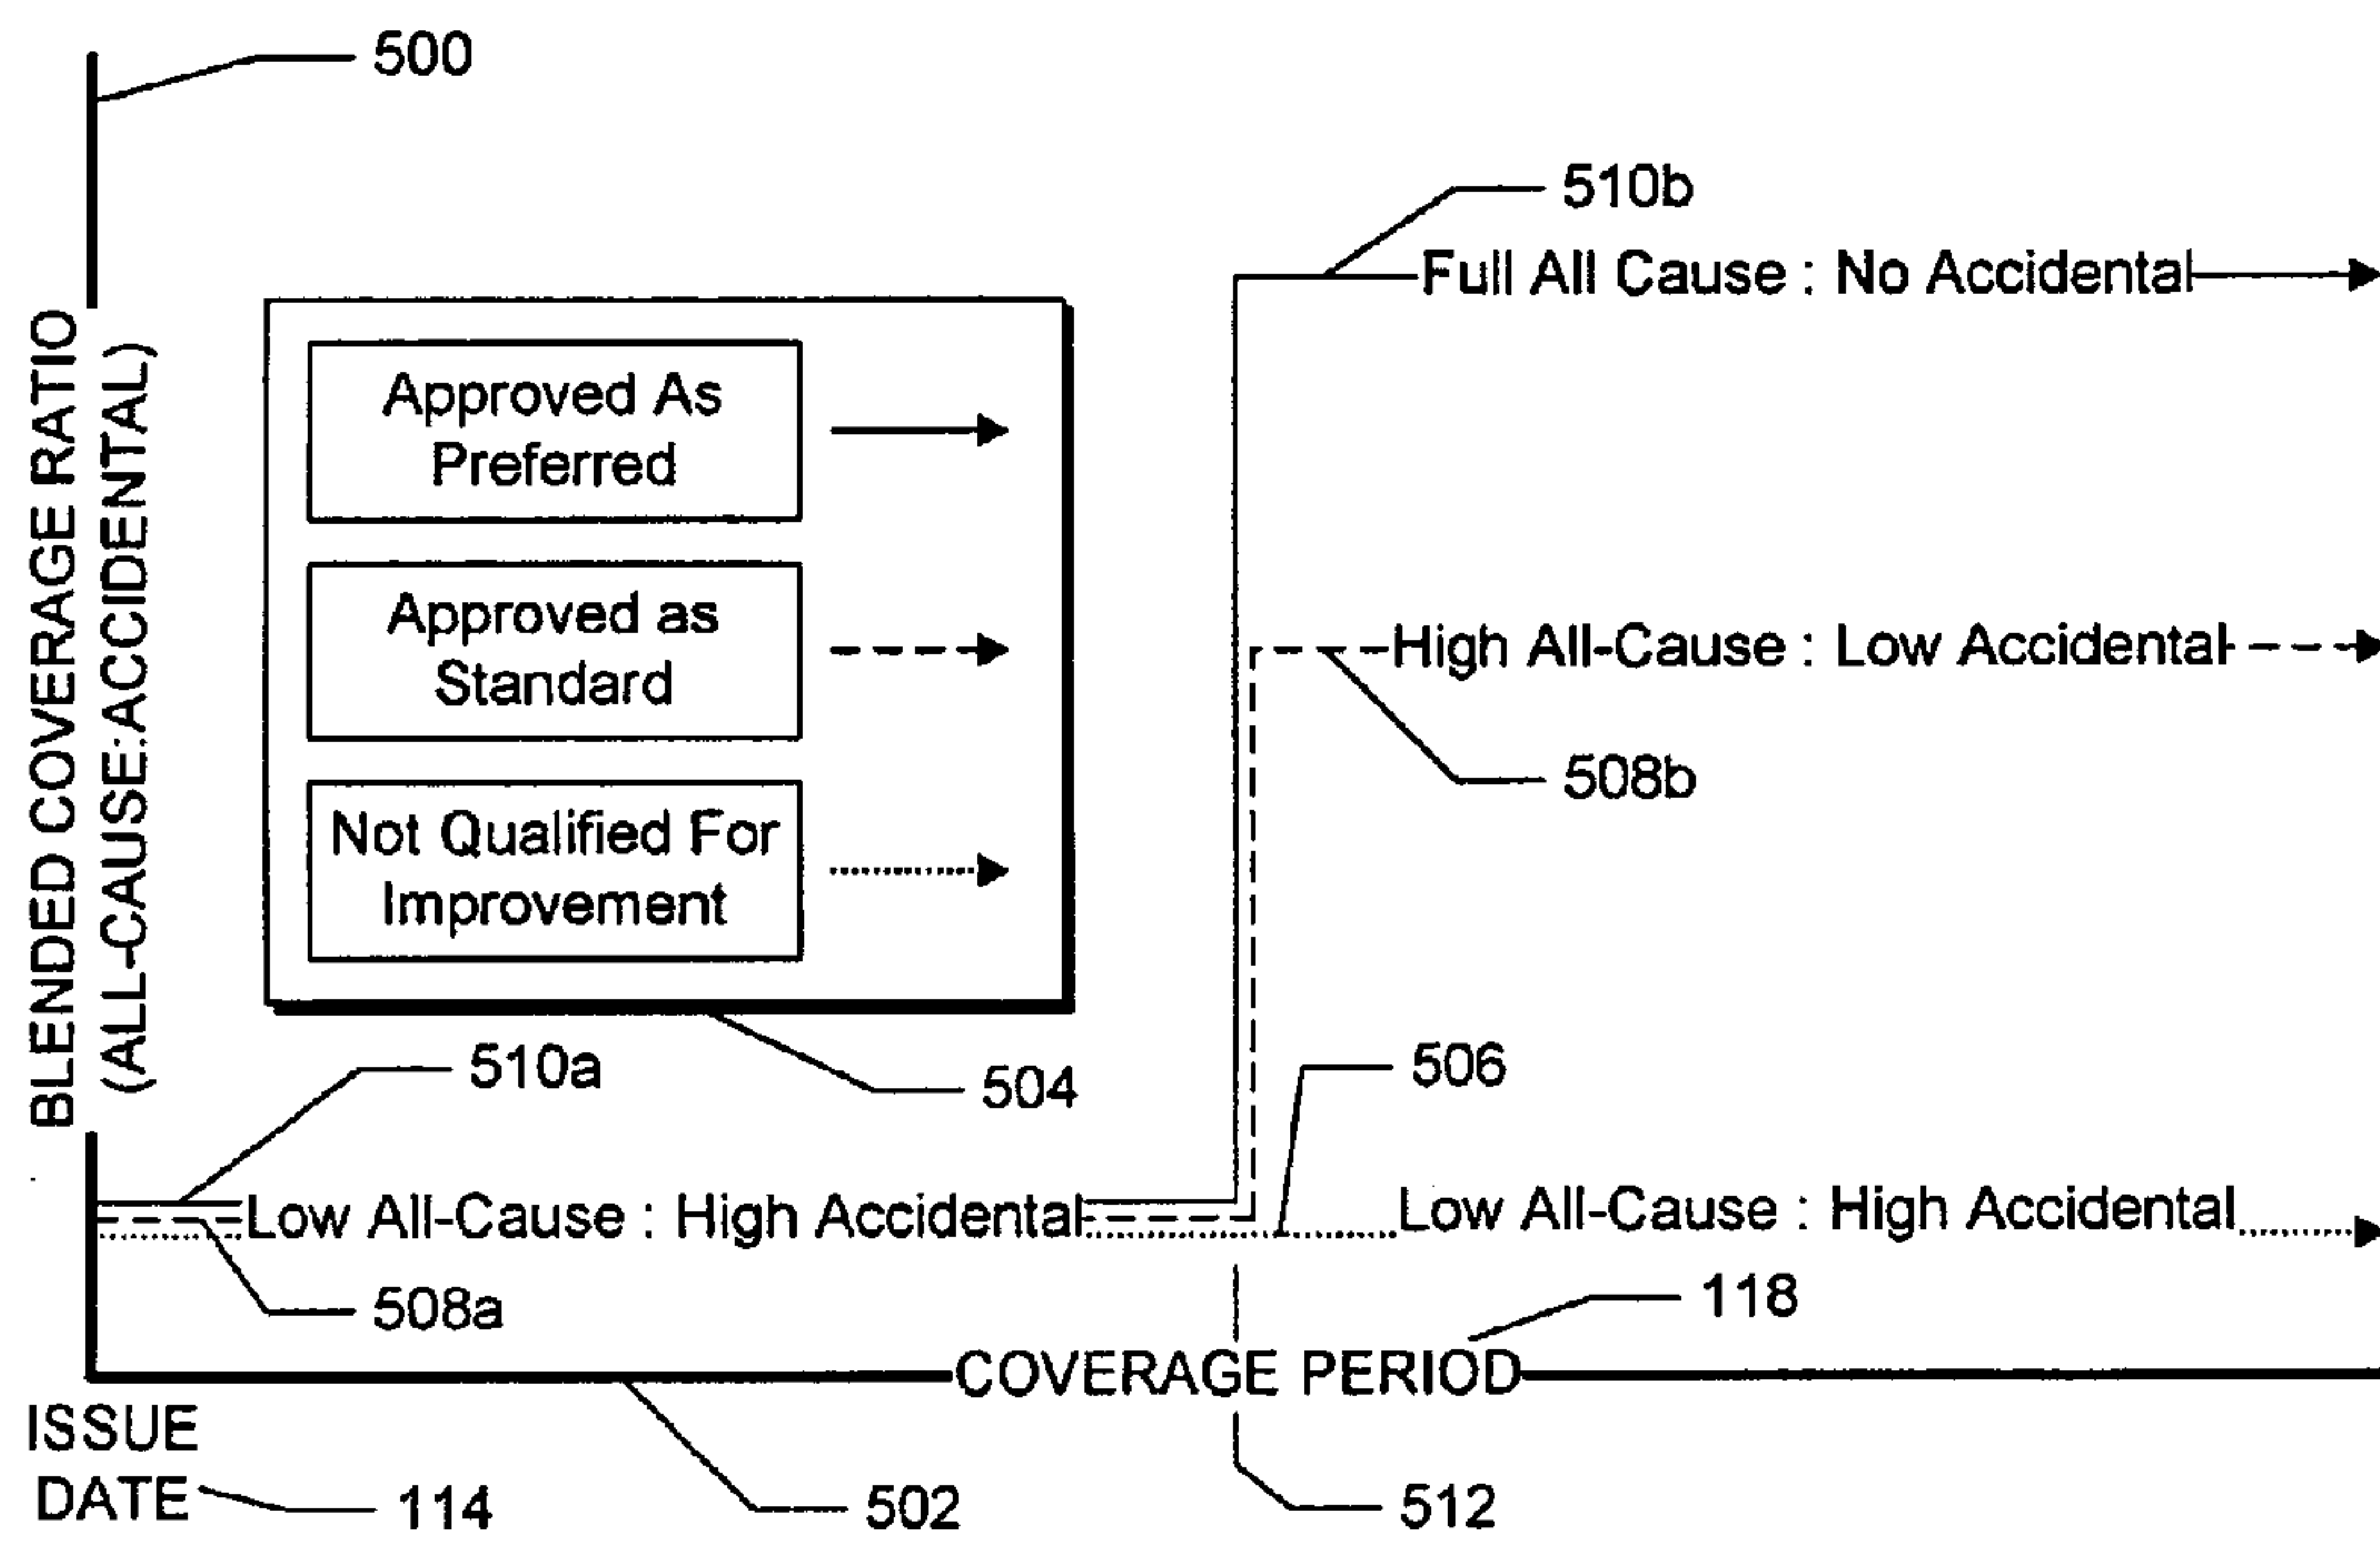 500
510b
Full All Cause : No Accidental
BLENDED COVERAGE RATIO
(ALL-CAUSE:ACCIDENTAL)
Approved As
Preferred
Approved as
Standard
Not Qualified For
Improvement
High All-Cause : Low Accidental
508b
510a
504
506
Low All-Cause : High Accidental
Low All-Cause : High Accidental
508a
118
COVERAGE PERIOD
ISSUE
DATE
114
502
512